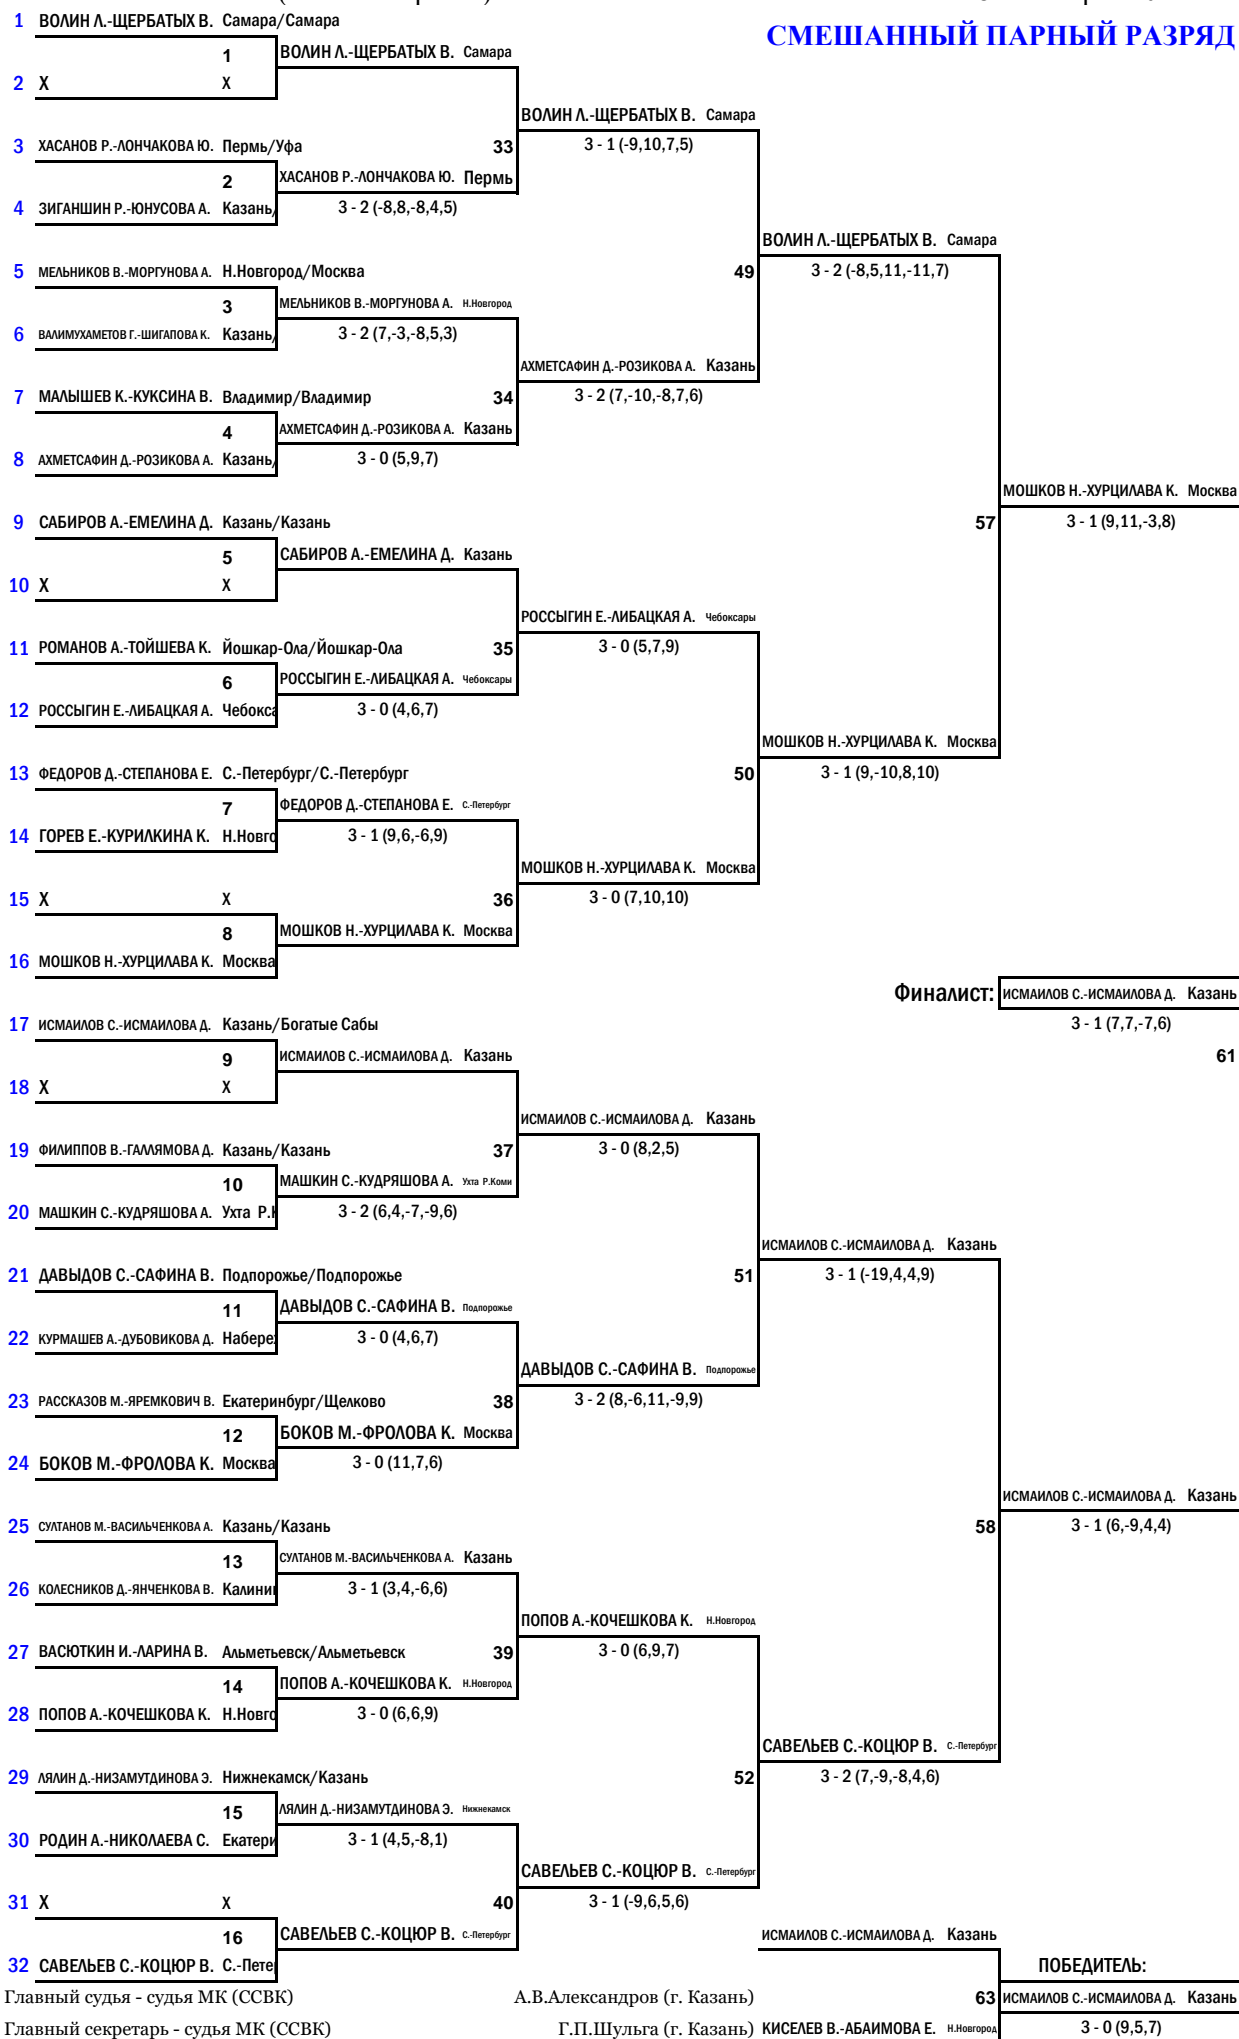 СМЕШАННЫЙ ПАРНЫЙ РАЗРЯД
1 ВОЛИН Л.-ЩЕРБАТЫХ В. Самара/Самара
1 ВОЛИН Л.-ЩЕРБАТЫХ В. Самара
2 X X
ВОЛИН Л.-ЩЕРБАТЫХ В. Самара
3 ХАСАНОВ Р.-ЛОНЧАКОВА Ю. Пермь/Уфа 33 3 - 1 (-9,10,7,5)
2 ХАСАНОВ Р.-ЛОНЧАКОВА Ю. Пермь
4 ЗИГАНШИН Р.-ЮНУСОВА А. Казань/ 3 - 2 (-8,8,-8,4,5)
ВОЛИН Л.-ЩЕРБАТЫХ В. Самара
5 МЕЛЬНИКОВ В.-МОРГУНОВА А. Н.Новгород/Москва 49 3 - 2 (-8,5,11,-11,7)
3 МЕЛЬНИКОВ В.-МОРГУНОВА А. Н.Новгород
6 ВАЛИМУХАМЕТОВ Г.-ШИГАПОВА К. Казань/ 3 - 2 (7,-3,-8,5,3)
АХМЕТСАФИН Д.-РОЗИКОВА А. Казань
7 МАЛЫШЕВ К.-КУКСИНА В. Владимир/Владимир 34 3 - 2 (7,-10,-8,7,6)
4 АХМЕТСАФИН Д.-РОЗИКОВА А. Казань
8 АХМЕТСАФИН Д.-РОЗИКОВА А. Казань/ 3 - 0 (5,9,7)
МОШКОВ Н.-ХУРЦИЛАВА К. Москва
9 САБИРОВ А.-ЕМЕЛИНА Д. Казань/Казань 57 3 - 1 (9,11,-3,8)
5 САБИРОВ А.-ЕМЕЛИНА Д. Казань
10 X X
РОССЫГИН Е.-ЛИБАЦКАЯ А. Чебоксары
11 РОМАНОВ А.-ТОЙШЕВА К. Йошкар-Ола/Йошкар-Ола 35 3 - 0 (5,7,9)
6 РОССЫГИН Е.-ЛИБАЦКАЯ А. Чебоксары
12 РОССЫГИН Е.-ЛИБАЦКАЯ А. Чебокса 3 - 0 (4,6,7)
МОШКОВ Н.-ХУРЦИЛАВА К. Москва
13 ФЕДОРОВ Д.-СТЕПАНОВА Е. С.-Петербург/С.-Петербург 50 3 - 1 (9,-10,8,10)
7 ФЕДОРОВ Д.-СТЕПАНОВА Е. С.-Петербург
14 ГОРЕВ Е.-КУРИЛКИНА К. Н.Новго 3 - 1 (9,6,-6,9)
МОШКОВ Н.-ХУРЦИЛАВА К. Москва
15 X X 36 3 - 0 (7,10,10)
8 МОШКОВ Н.-ХУРЦИЛАВА К. Москва
16 МОШКОВ Н.-ХУРЦИЛАВА К. Москва
Финалист: ИСМАИЛОВ С.-ИСМАИЛОВА Д. Казань
17 ИСМАИЛОВ С.-ИСМАИЛОВА Д. Казань/Богатые Сабы 3 - 1 (7,7,-7,6)
9 ИСМАИЛОВ С.-ИСМАИЛОВА Д. Казань 61
18 X X
ИСМАИЛОВ С.-ИСМАИЛОВА Д. Казань
19 ФИЛИППОВ В.-ГАЛЛЯМОВА Д. Казань/Казань 37 3 - 0 (8,2,5)
10 МАШКИН С.-КУДРЯШОВА А. Ухта Р.Коми
20 МАШКИН С.-КУДРЯШОВА А. Ухта Р.К 3 - 2 (6,4,-7,-9,6)
ИСМАИЛОВ С.-ИСМАИЛОВА Д. Казань
21 ДАВЫДОВ С.-САФИНА В. Подпорожье/Подпорожье 51 3 - 1 (-19,4,4,9)
11 ДАВЫДОВ С.-САФИНА В. Подпорожье
22 КУРМАШЕВ А.-ДУБОВИКОВА Д. Набереж 3 - 0 (4,6,7)
ДАВЫДОВ С.-САФИНА В. Подпорожье
23 РАССКАЗОВ М.-ЯРЕМКОВИЧ В. Екатеринбург/Щелково 38 3 - 2 (8,-6,11,-9,9)
12 БОКОВ М.-ФРОЛОВА К. Москва
24 БОКОВ М.-ФРОЛОВА К. Москва 3 - 0 (11,7,6)
ИСМАИЛОВ С.-ИСМАИЛОВА Д. Казань
25 СУЛТАНОВ М.-ВАСИЛЬЧЕНКОВА А. Казань/Казань 58 3 - 1 (6,-9,4,4)
13 СУЛТАНОВ М.-ВАСИЛЬЧЕНКОВА А. Казань
26 КОЛЕСНИКОВ Д.-ЯНЧЕНКОВА В. Калинин 3 - 1 (3,4,-6,6)
ПОПОВ А.-КОЧЕШКОВА К. Н.Новгород
27 ВАСЮТКИН И.-ЛАРИНА В. Альметьевск/Альметьевск 39 3 - 0 (6,9,7)
14 ПОПОВ А.-КОЧЕШКОВА К. Н.Новгород
28 ПОПОВ А.-КОЧЕШКОВА К. Н.Новго 3 - 0 (6,6,9)
САВЕЛЬЕВ С.-КОЦЮР В. С.-Петербург
29 ЛЯЛИН Д.-НИЗАМУТДИНОВА Э. Нижнекамск/Казань 52 3 - 2 (7,-9,-8,4,6)
15 ЛЯЛИН Д.-НИЗАМУТДИНОВА Э. Нижнекамск
30 РОДИН А.-НИКОЛАЕВА С. Екатери 3 - 1 (4,5,-8,1)
САВЕЛЬЕВ С.-КОЦЮР В. С.-Петербург
31 X X 40 3 - 1 (-9,6,5,6)
16 САВЕЛЬЕВ С.-КОЦЮР В. С.-Петербург ИСМАИЛОВ С.-ИСМАИЛОВА Д. Казань
32 САВЕЛЬЕВ С.-КОЦЮР В. С.-Петер ПОБЕДИТЕЛЬ:
Главный судья - судья МК (ССВК) А.В.Александров (г. Казань) 63 ИСМАИЛОВ С.-ИСМАИЛОВА Д. Казань
Главный секретарь - судья МК (ССВК) Г.П.Шульга (г. Казань) КИСЕЛЕВ В.-АБАИМОВА Е. Н.Новгород 3 - 0 (9,5,7)